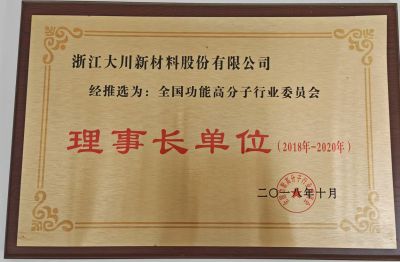 浙江大川新材料股份有限公司
经推选为：全国功能高分子行业委员会
理事长单位（2018年-2020年）
二〇一八年十月